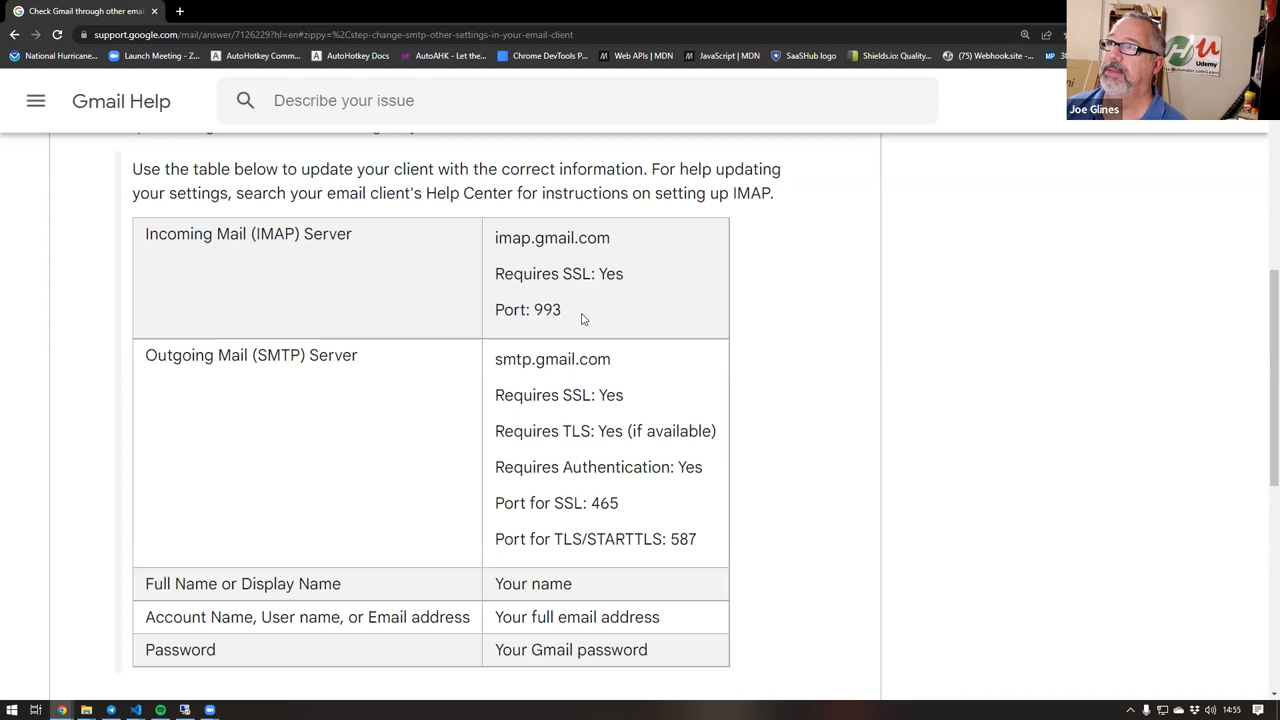 Check Gmail through other emai
support.google.com/mail/answer/7126229?hl=en#zippy=%2Cstep-change-smtp-other-settings-in-your-email-client
National Hurricane...
Launch Meeting - Z...
AutoHotkey Comm...
AutoHotkey Docs
AutoAHK - Let the...
Chrome DevTools P...
Web APIs | MDN
JavaScript | MDN
SaaSHub
Shields.io: Quality...
(75) Webhook.site -...
30
Udemy
Joe Glines
Gmail Help
Describe your issue
Use the table below to update your client with the correct information. For help updating
your settings, search your email client's Help Center for instructions on setting up IMAP.
Incoming Mail (IMAP) Server
imap.gmail.com
Requires SSL: Yes
Port: 993
Outgoing Mail (SMTP) Server
smtp.gmail.com
Requires SSL: Yes
Requires TLS: Yes (if available)
Requires Authentication: Yes
Port for SSL: 465
Port for TLS/STARTTLS: 587
Full Name or Display Name
Your name
Account Name, User name, or Email address
Your full email address
Password
Your Gmail password
14:55